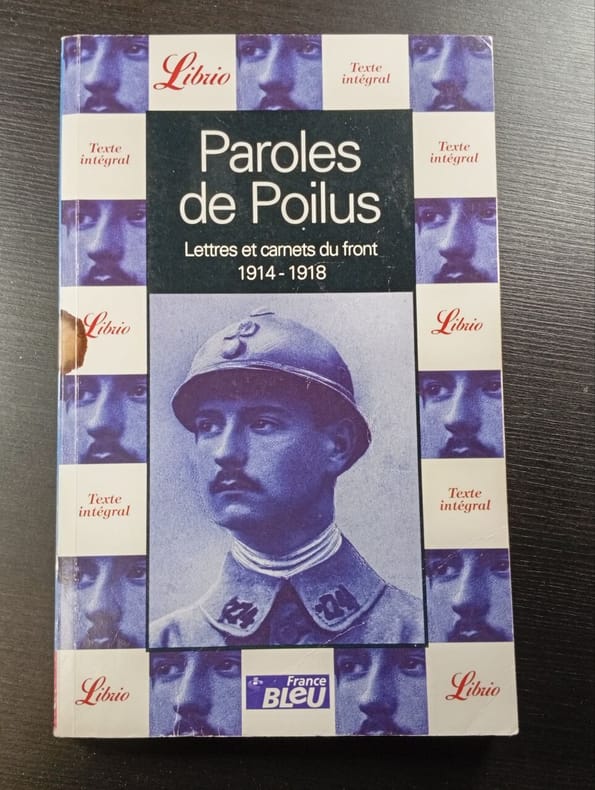 Librio
Texte
intégral
Texte
intégral
Paroles
de Poilus
Lettres et carnets du front
1914 - 1918
Texte
intégral
Librio
Librio
Texte
intégral
Texte
intégral
Librio
France
BLeU
Librio